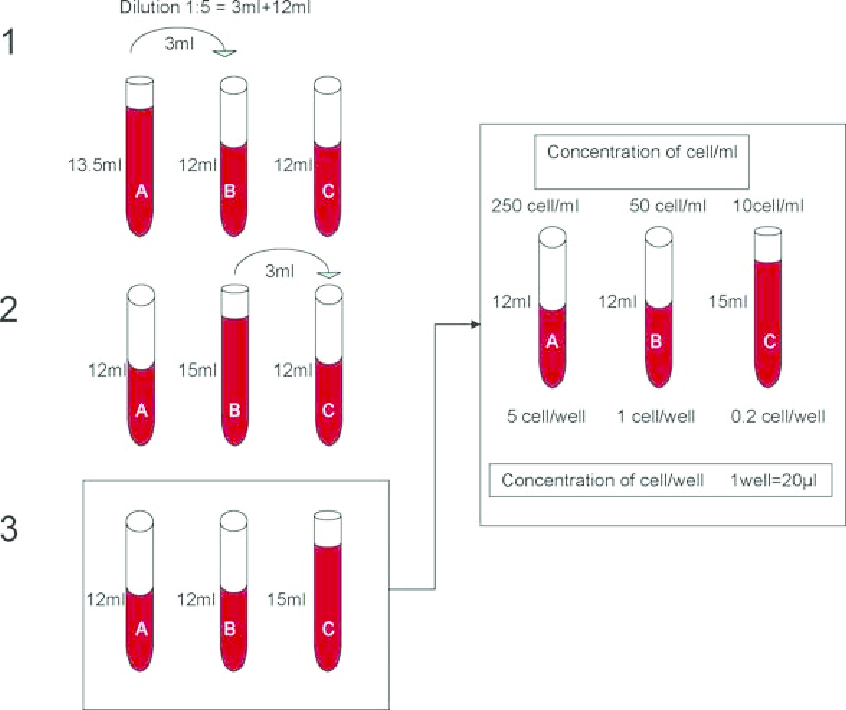 Dilution 1:5 = 3ml+12ml
1
3ml
13.5ml
12ml
12ml
A
B
C
2
3ml
12ml
15ml
12ml
A
B
C
3
12ml
12ml
15ml
A
B
C
Concentration of cell/ml
250 cell/ml 50 cell/ml 10cell/ml
12ml
12ml
15ml
A
B
C
5 cell/well 1 cell/well 0.2 cell/well
Concentration of cell/well 1well=20µl